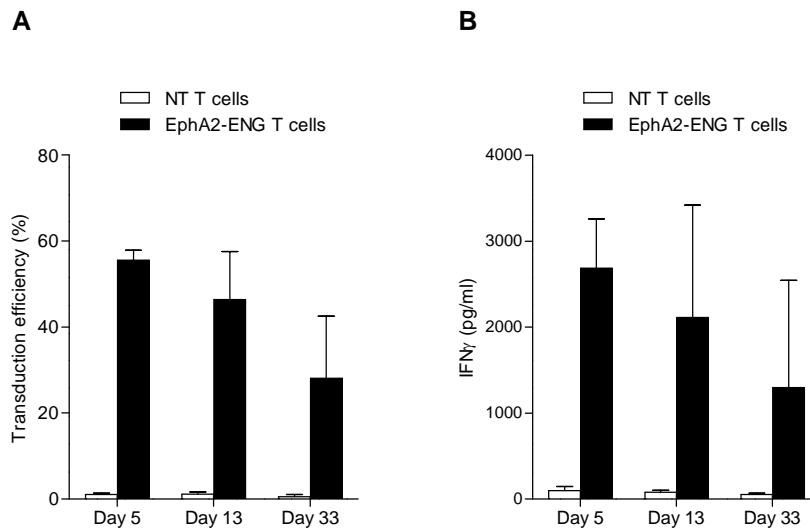 A
NT T cells
EphA2-ENG T cells
Transduction efficiency (%)
80
60
40
20
0
Day 5 Day 13 Day 33
B
NT T cells
EphA2-ENG T cells
IFNγ (pg/ml)
4000
3000
2000
1000
0
Day 5 Day 13 Day 33